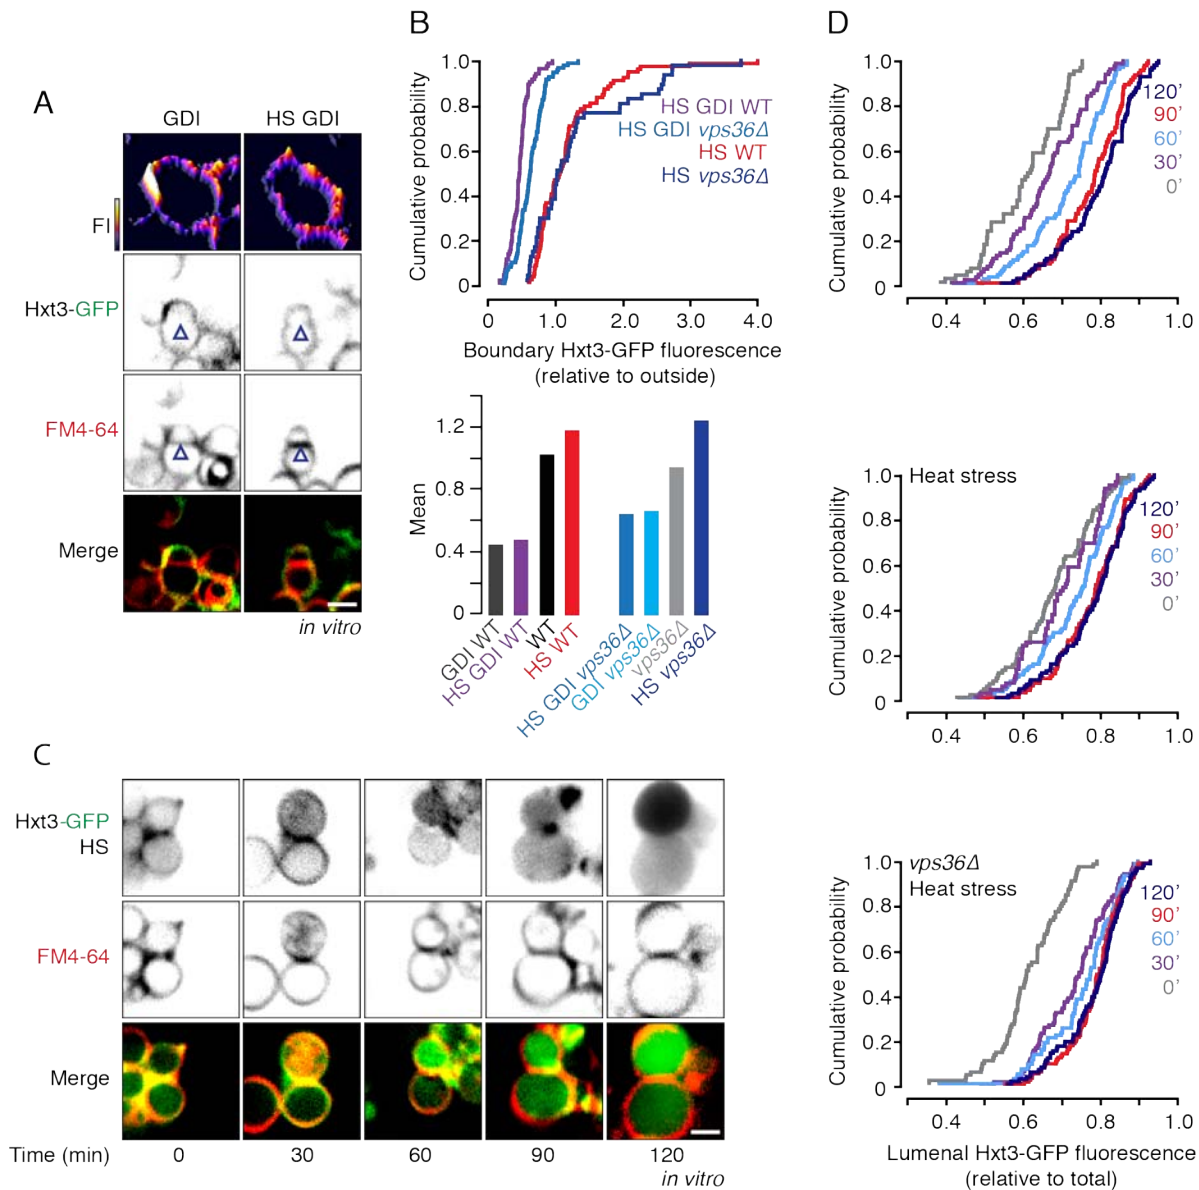 A
GDI
HS GDI
FI
Hxt3-GFP
FM4-64
Merge
in vitro
B
Cumulative probability
1.0
0.8
0.6
0.4
0.2
0
HS GDI WT
HS GDI vps36Δ
HS WT
HS vps36Δ
0
1.0
2.0
3.0
4.0
Boundary Hxt3-GFP fluorescence
(relative to outside)
Mean
1.2
0.8
0.4
0
GDI WT
HS GDI WT
WT
HS WT
HS GDI vps36Δ
GDI vps36Δ
vps36Δ
HS vps36Δ
C
Hxt3-GFP
HS
FM4-64
Merge
Time (min)
0
30
60
90
120
in vitro
D
Cumulative probability
1.0
0.8
0.6
0.4
0.2
0
120'
90'
60'
30'
0'
0.4
0.6
0.8
1.0
Cumulative probability
1.0
0.8
0.6
0.4
0.2
0
Heat stress
120'
90'
60'
30'
0'
0.4
0.6
0.8
1.0
Cumulative probability
1.0
0.8
0.6
0.4
0.2
0
vps36Δ
Heat stress
120'
90'
60'
30'
0'
0.4
0.6
0.8
1.0
Lumenal Hxt3-GFP fluorescence
(relative to total)